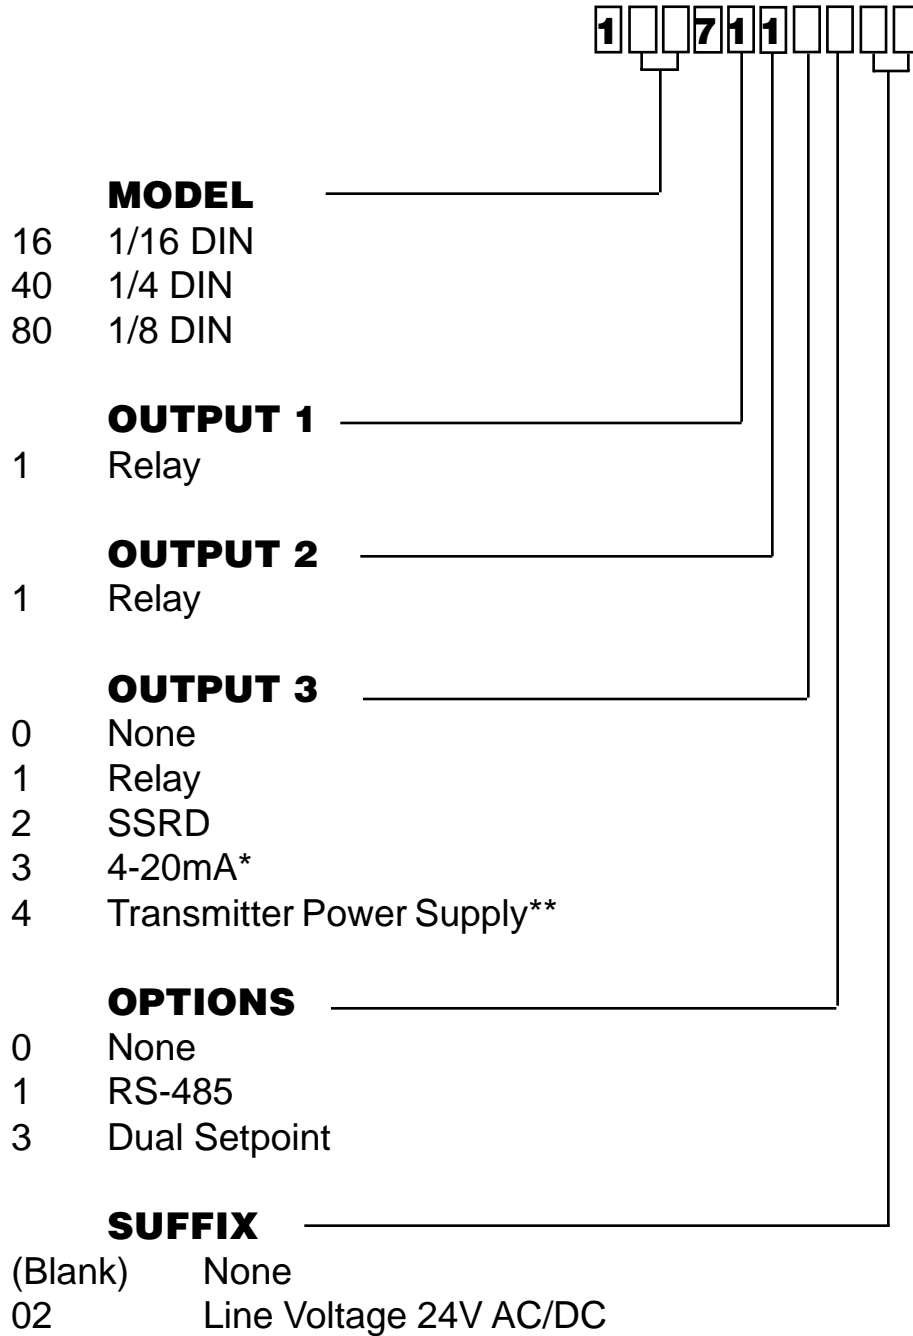 1 7 1 1
MODEL
16 1/16 DIN
40 1/4 DIN
80 1/8 DIN
OUTPUT 1
1 Relay
OUTPUT 2
1 Relay
OUTPUT 3
0 None
1 Relay
2 SSRD
3 4-20mA*
4 Transmitter Power Supply**
OPTIONS
0 None
1 RS-485
3 Dual Setpoint
SUFFIX
(Blank) None
02 Line Voltage 24V AC/DC